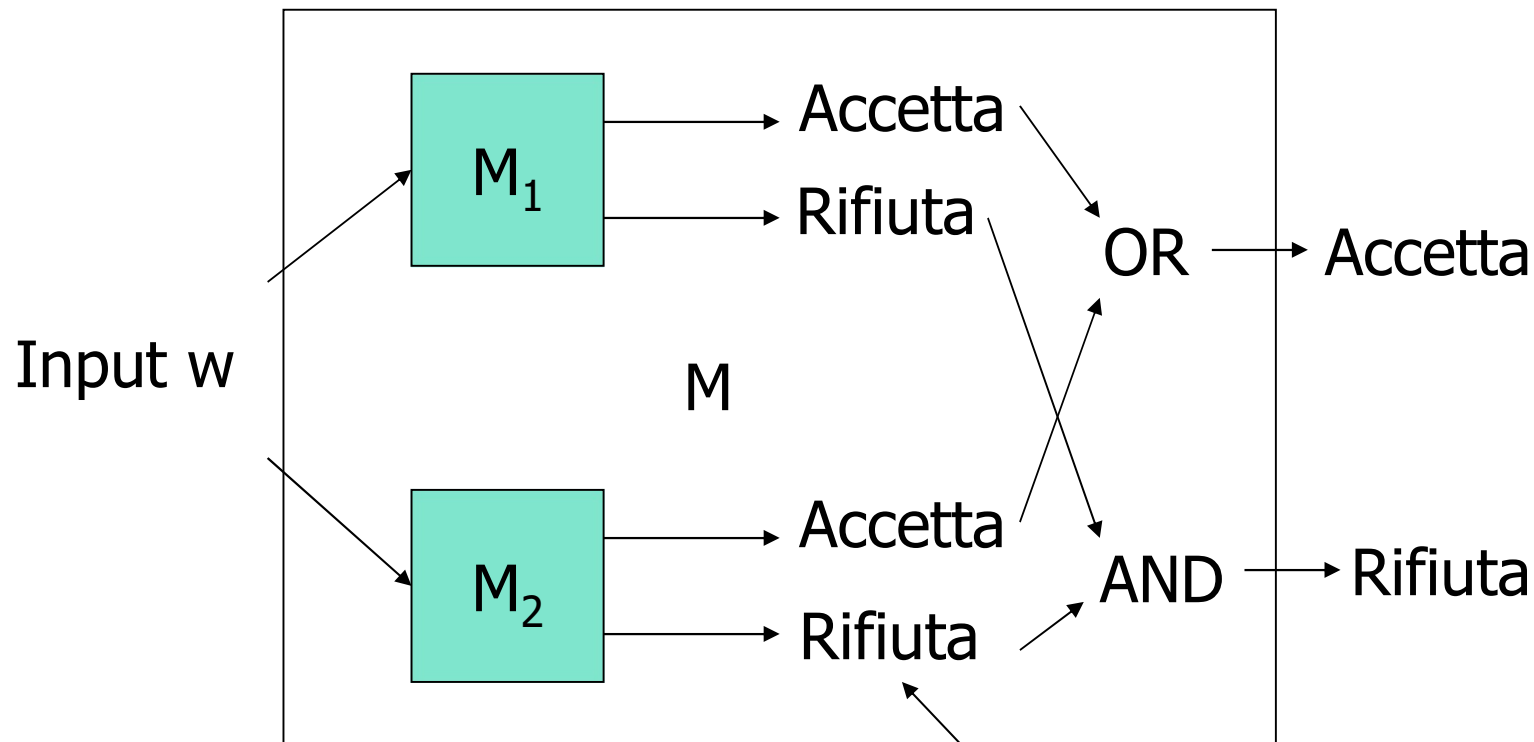 Accetta
M₁
Rifiuta
OR
Accetta
Input w
M
Accetta
AND
Rifiuta
M₂
Rifiuta